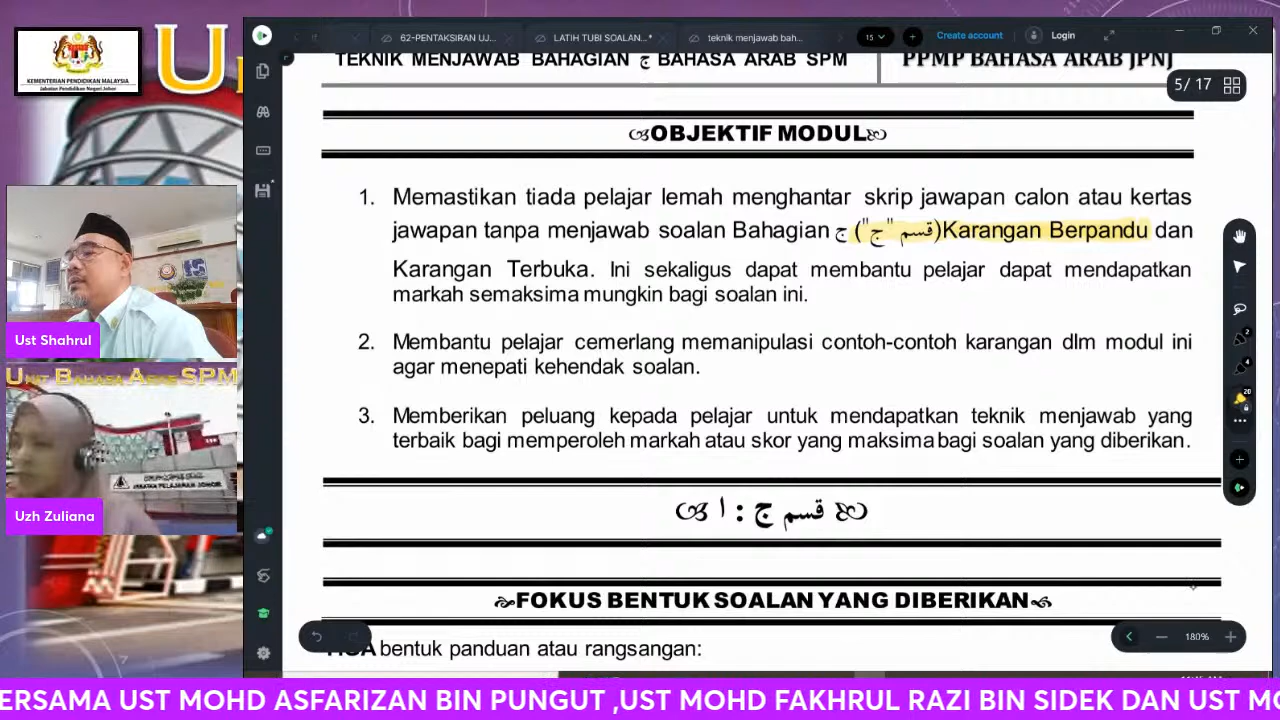 KEMENTERIAN PENDIDIKAN MALAYSIA
Jabatan Pendidikan Negeri Johor
62-PENTAKSIRAN UJ...
LATIH TUBI SOALAN...*
teknik menjawab bah...
15
Create account
Login
TEKNIK MENJAWAB BAHAGIAN ج BAHASA ARAB SPM
PPMP BAHASA ARAB JPNJ
5/ 17
OBJEKTIF MODUL
1. Memastikan tiada pelajar lemah menghantar skrip jawapan calon atau kertas
jawapan tanpa menjawab soalan Bahagian ج (قسم "ج")Karangan Berpandu dan
Karangan Terbuka. Ini sekaligus dapat membantu pelajar dapat mendapatkan
markah semaksima mungkin bagi soalan ini.
2. Membantu pelajar cemerlang memanipulasi contoh-contoh karangan dlm modul ini
agar menepati kehendak soalan.
3. Memberikan peluang kepada pelajar untuk mendapatkan teknik menjawab yang
terbaik bagi memperoleh markah atau skor yang maksima bagi soalan yang diberikan.
قسم ج : ا
FOKUS BENTUK SOALAN YANG DIBERIKAN
bentuk panduan atau rangsangan:
180%
Ust Shahrul
UNIT BAHASA ARAB SPM
Uzh Zuliana
ERSAMA UST MOHD ASFARIZAN BIN PUNGUT ,UST MOHD FAKHRUL RAZI BIN SIDEK DAN UST MO